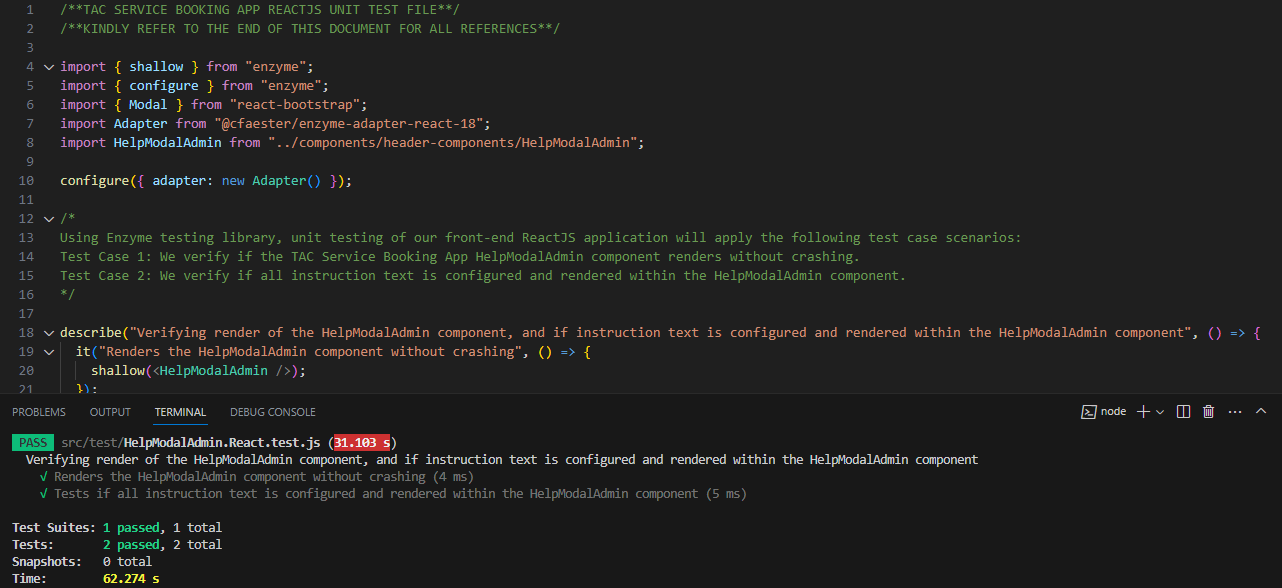 1 /**TAC SERVICE BOOKING APP REACTJS UNIT TEST FILE**/
2 /**KINDLY REFER TO THE END OF THIS DOCUMENT FOR ALL REFERENCES**/
3
4 import { shallow } from "enzyme";
5 import { configure } from "enzyme";
6 import { Modal } from "react-bootstrap";
7 import Adapter from "@cfaester/enzyme-adapter-react-18";
8 import HelpModalAdmin from "../components/header-components/HelpModalAdmin";
9
10 configure({ adapter: new Adapter() });
11
12 /*
13 Using Enzyme testing library, unit testing of our front-end ReactJS application will apply the following test case scenarios:
14 Test Case 1: We verify if the TAC Service Booking App HelpModalAdmin component renders without crashing.
15 Test Case 2: We verify if all instruction text is configured and rendered within the HelpModalAdmin component.
16 */
17
18 describe("Verifying render of the HelpModalAdmin component, and if instruction text is configured and rendered within the HelpModalAdmin component", () => {
19 it("Renders the HelpModalAdmin component without crashing", () => {
20 shallow(<HelpModalAdmin />);
21 });
PROBLEMS OUTPUT TERMINAL DEBUG CONSOLE node
PASS src/test/HelpModalAdmin.React.test.js (31.103 s)
Verifying render of the HelpModalAdmin component, and if instruction text is configured and rendered within the HelpModalAdmin component
√ Renders the HelpModalAdmin component without crashing (4 ms)
√ Tests if all instruction text is configured and rendered within the HelpModalAdmin component (5 ms)
Test Suites: 1 passed, 1 total
Tests: 2 passed, 2 total
Snapshots: 0 total
Time: 62.274 s